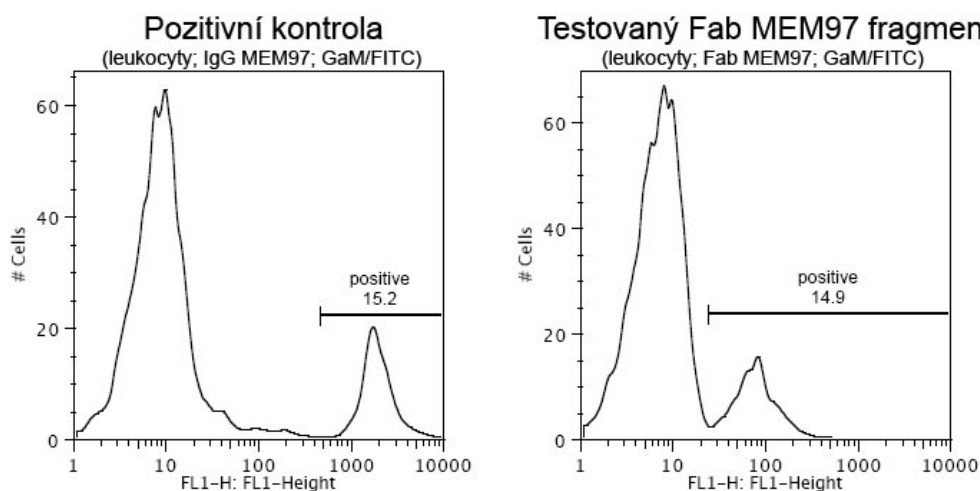 Pozitivní kontrola
(leukocyty; IgG MEM97; GaM/FITC)
60
40
20
0
# Cells
positive
15.2
1 10 100 1000 10000
FL1-H: FL1-Height
Testovaný Fab MEM97 fragmen
(leukocyty; Fab MEM97; GaM/FITC)
60
40
20
0
# Cells
positive
14.9
1 10 100 1000 10000
FL1-H: FL1-Height